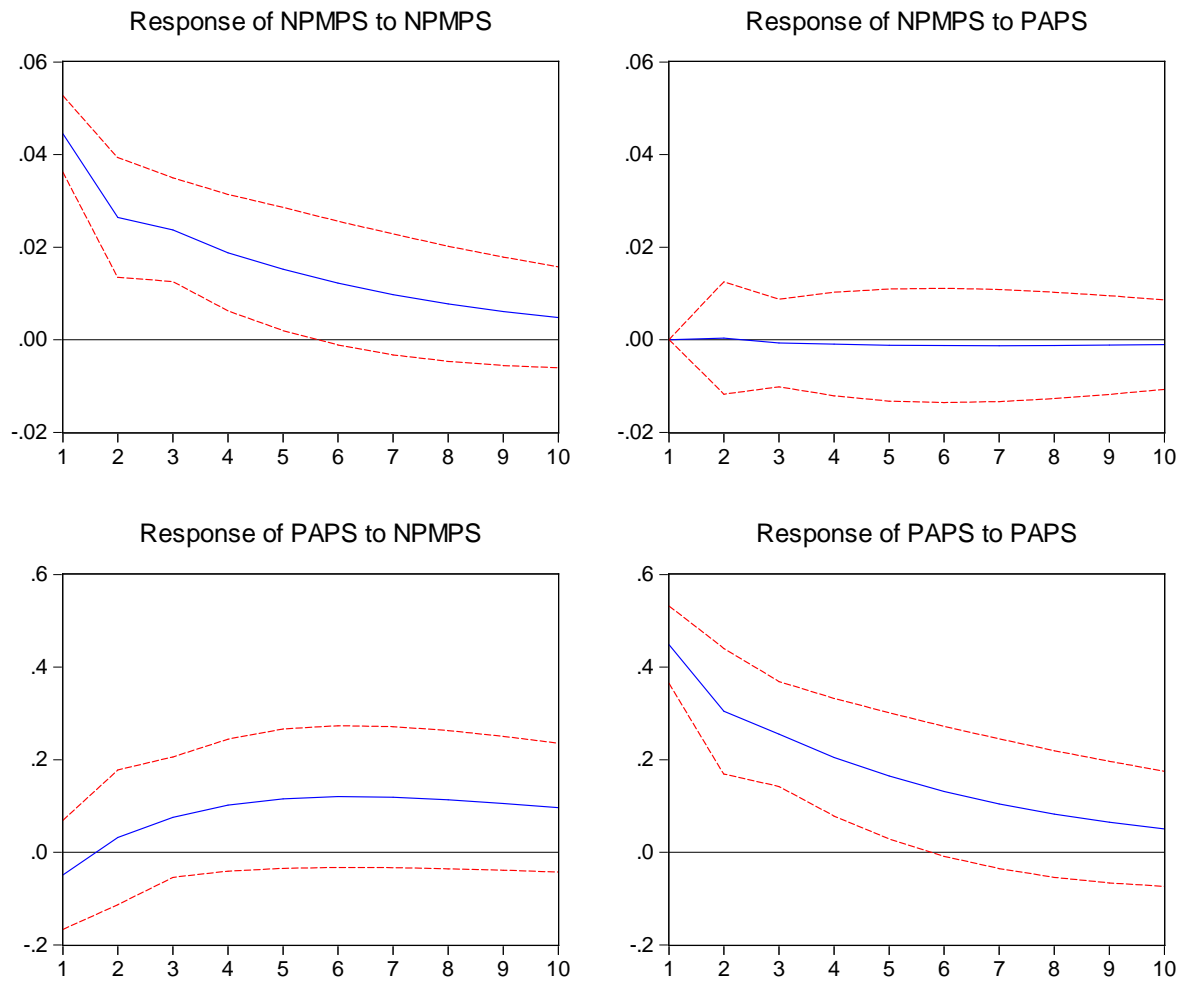 Response of NPMPS to NPMPS
.06
.04
.02
.00
-.02
1 2 3 4 5 6 7 8 9 10
Response of NPMPS to PAPS
.06
.04
.02
.00
-.02
1 2 3 4 5 6 7 8 9 10
Response of PAPS to NPMPS
.6
.4
.2
.0
-.2
1 2 3 4 5 6 7 8 9 10
Response of PAPS to PAPS
.6
.4
.2
.0
-.2
1 2 3 4 5 6 7 8 9 10